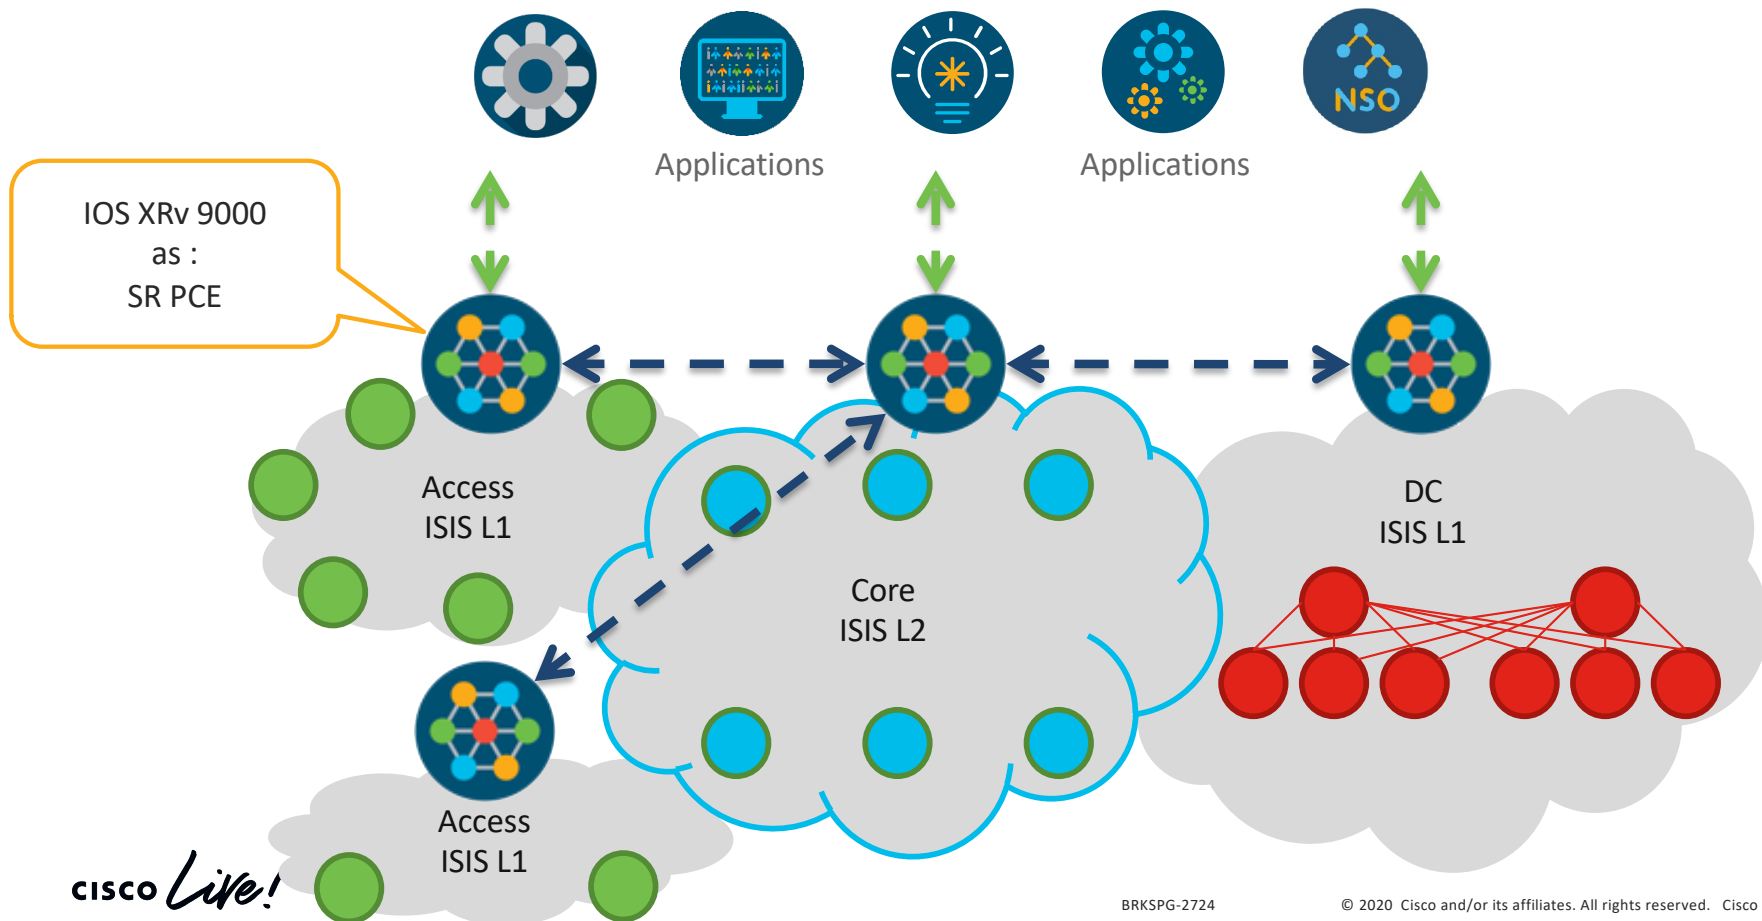 NSO
Applications
Applications
IOS XRv 9000
as :
SR PCE
Access
ISIS L1
DC
ISIS L1
Core
ISIS L2
Access
ISIS L1
CISCO Live!
BRKSPG-2724
© 2020 Cisco and/or its affiliates. All rights reserved. Cisco